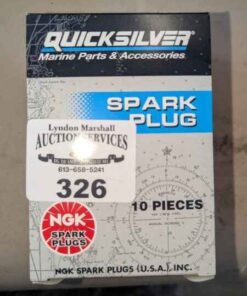 QUICKSILVER®
Marine Parts & Accessories
SPARK
PLUG
Lyndon Marshall
AUCTION SERVICES
613-658-5241
326
10 PIECES
NGK
SPARK
PLUGS
NGK SPARK PLUGS (U.S.A.), INC.